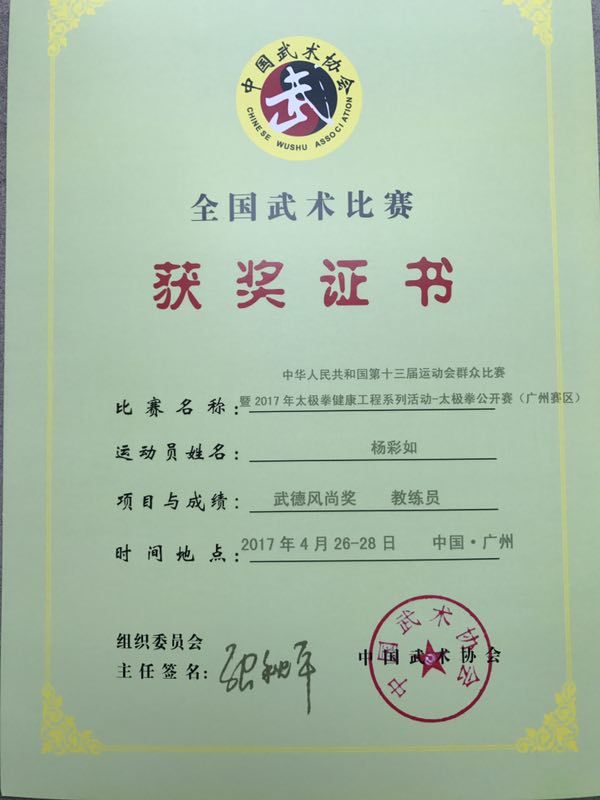 中国武术协会
武
CHINESE WUSHU ASSOCIATION
全国武术比赛
获奖证书
中华人民共和国第十三届运动会群众比赛
比赛名称:暨2017年太极拳健康工程系列活动-太极拳公开赛（广州赛区）
运动员姓名: 杨彩如
项目与成绩: 武德风尚奖 教练员
时间地点: 2017年4月26-28日 中国·广州
组织委员会
主任签名:
中国武术协会
中国武术协会